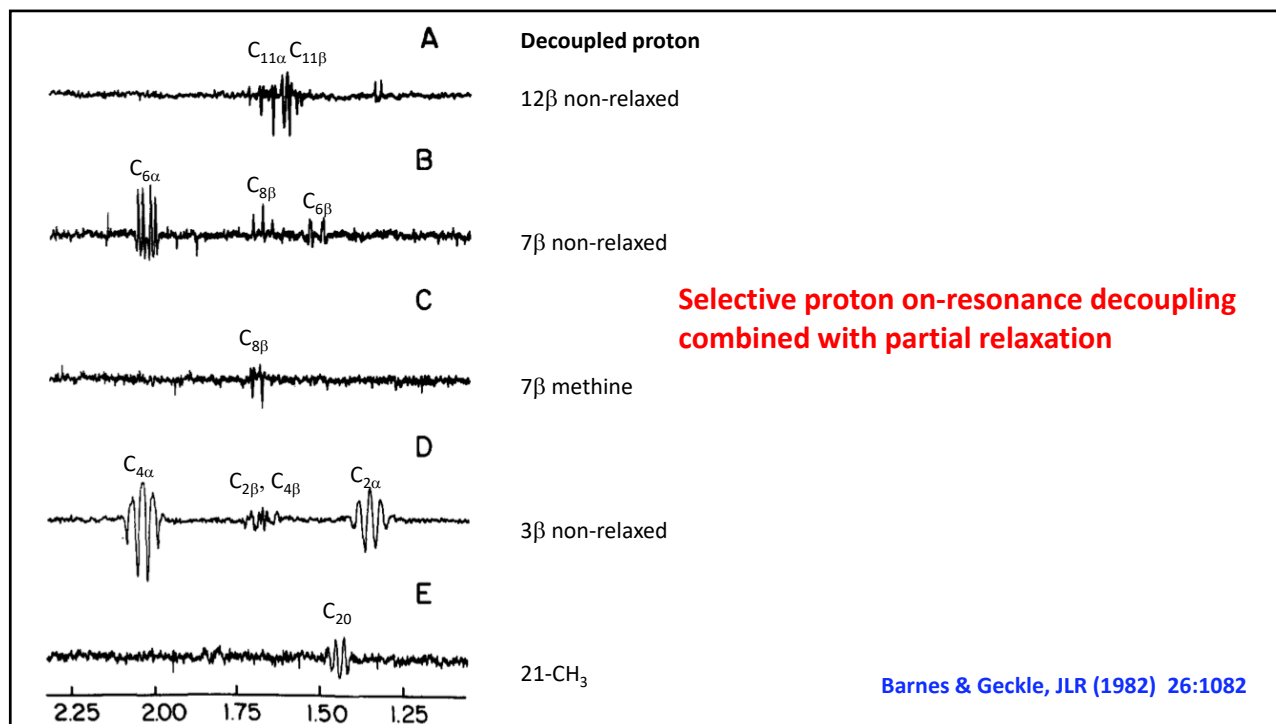 A
Decoupled proton
C11α C11β
12β non-relaxed
B
C6α
C8β
C6β
7β non-relaxed
C
Selective proton on-resonance decoupling
combined with partial relaxation
C8β
7β methine
D
C4α
C2β, C4β
C2α
3β non-relaxed
E
C20
21-CH3
Barnes & Geckle, JLR (1982) 26:1082
2.25 2.00 1.75 1.50 1.25